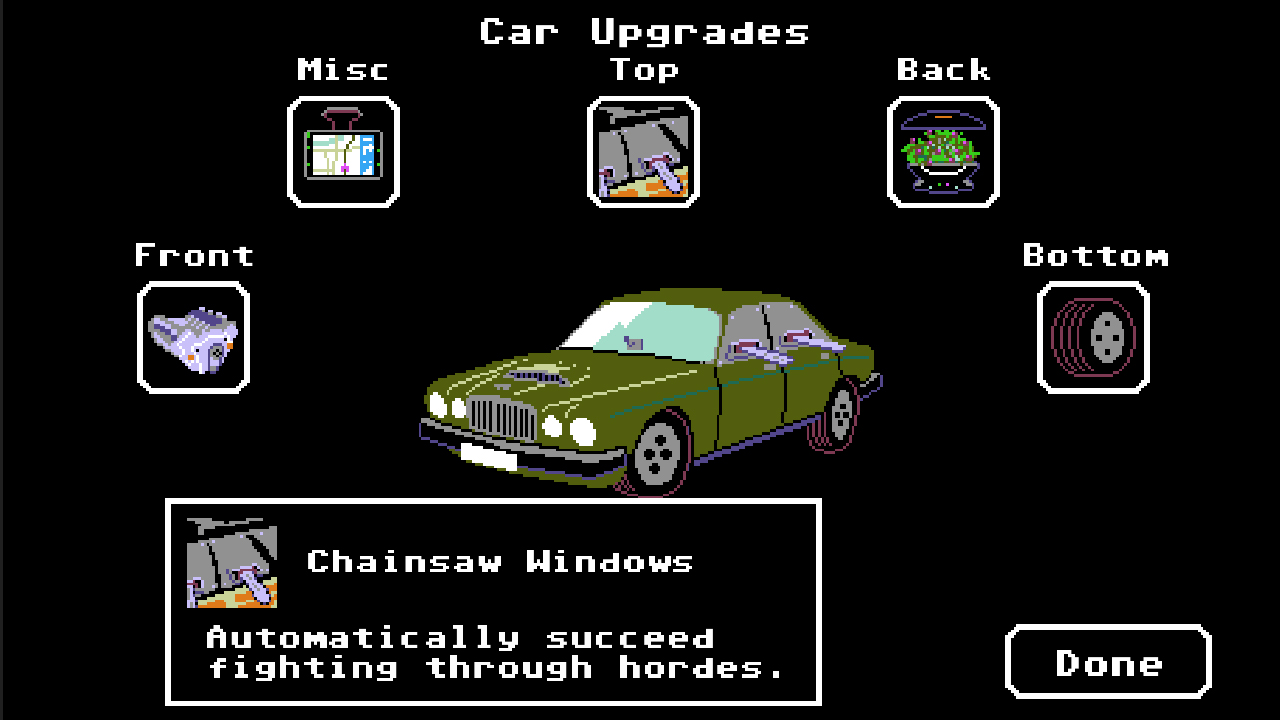 Car Upgrades
Misc
Top
Back
Front
Bottom
Chainsaw Windows
Automatically succeed
fighting through hordes.
Done